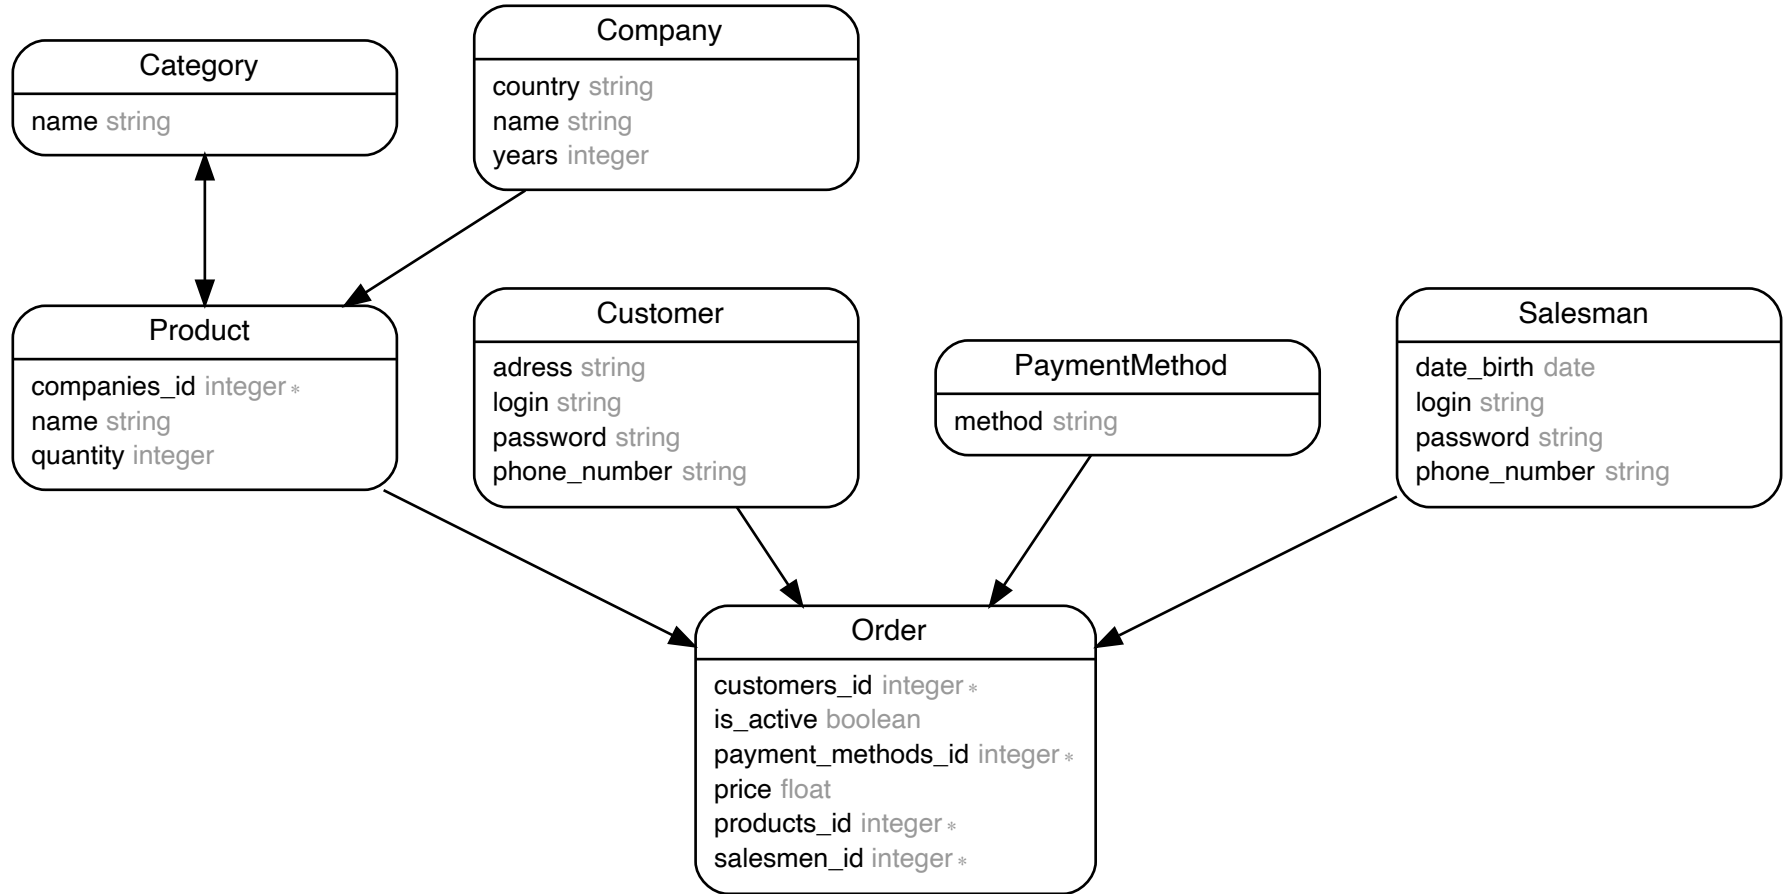 Category
name string
Company
country string
name string
years integer
Product
companies_id integer *
name string
quantity integer
Customer
adress string
login string
password string
phone_number string
PaymentMethod
method string
Salesman
date_birth date
login string
password string
phone_number string
Order
customers_id integer *
is_active boolean
payment_methods_id integer *
price float
products_id integer *
salesmen_id integer *